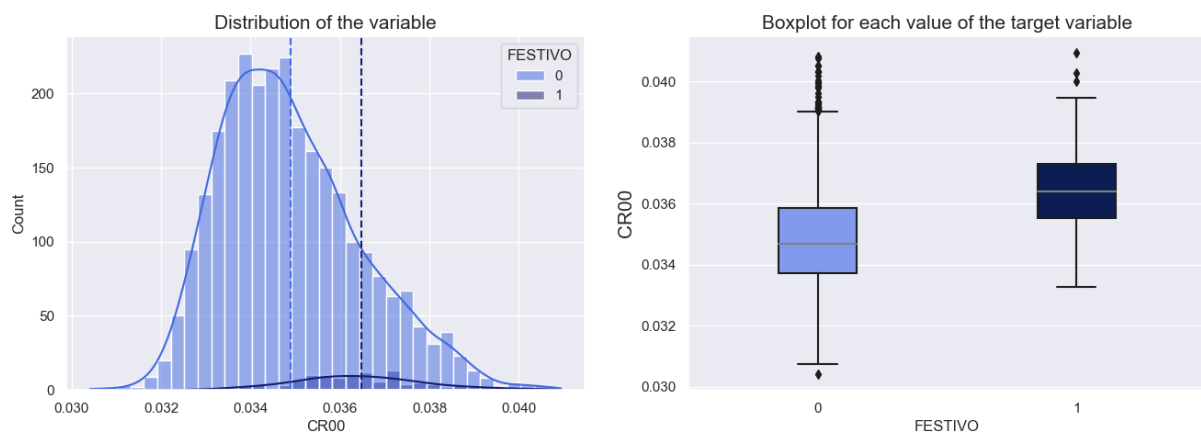 Distribution of the variable
FESTIVO
0
1
200
150
100
50
0
Count
0.030 0.032 0.034 0.036 0.038 0.040
CR00
Boxplot for each value of the target variable
0.040
0.038
0.036
0.034
0.032
0.030
CR00
0 1
FESTIVO